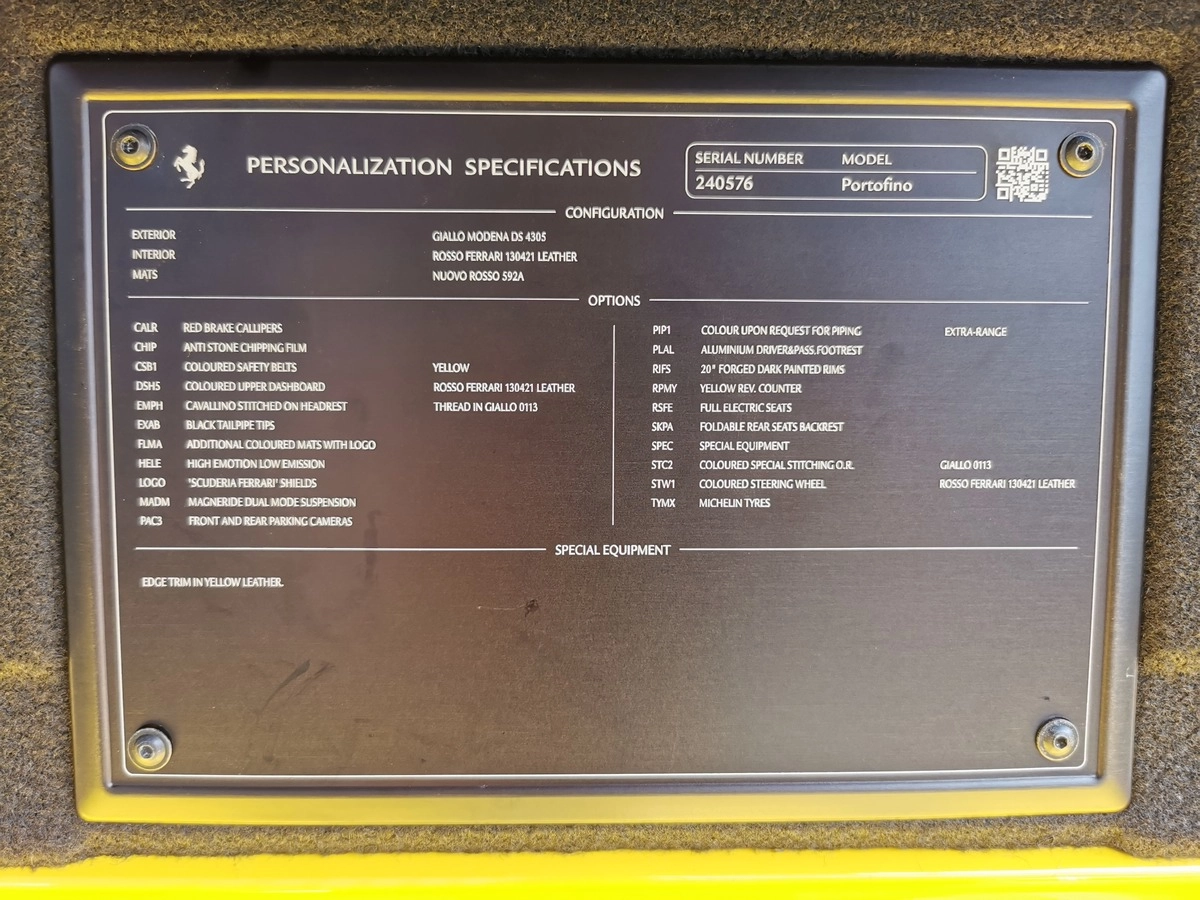 PERSONALIZATION SPECIFICATIONS
SERIAL NUMBER MODEL
240576 Portofino
CONFIGURATION
EXTERIOR GIALLO MODENA DS 4305
INTERIOR ROSSO FERRARI 130421 LEATHER
MATS NUOVO ROSSO 592A
OPTIONS
CALR RED BRAKE CALLIPERS
CHIP ANTI STONE CHIPPING FILM
CSB1 COLOURED SAFETY BELTS YELLOW
DSH5 COLOURED UPPER DASHBOARD ROSSO FERRARI 130421 LEATHER
EMPH CAVALLINO STITCHED ON HEADREST THREAD IN GIALLO 0113
EXAB BLACK TAILPIPE TIPS
FLMA ADDITIONAL COLOURED MATS WITH LOGO
HELE HIGH EMOTION LOW EMISSION
LOGO "SCUDERIA FERRARI" SHIELDS
MADM MAGNERIDE DUAL MODE SUSPENSION
PAC3 FRONT AND REAR PARKING CAMERAS
PIP1 COLOUR UPON REQUEST FOR PIPING EXTRA-RANGE
PLAL ALUMINIUM DRIVER&PASS.FOOTREST
RIFS 20" FORGED DARK PAINTED RIMS
RPMY YELLOW REV. COUNTER
RSFE FULL ELECTRIC SEATS
SKPA FOLDABLE REAR SEATS BACKREST
SPEC SPECIAL EQUIPMENT
STC2 COLOURED SPECIAL STITCHING O.R. GIALLO 0113
STW1 COLOURED STEERING WHEEL ROSSO FERRARI 130421 LEATHER
TYMX MICHELIN TYRES
SPECIAL EQUIPMENT
EDGE TRIM IN YELLOW LEATHER.